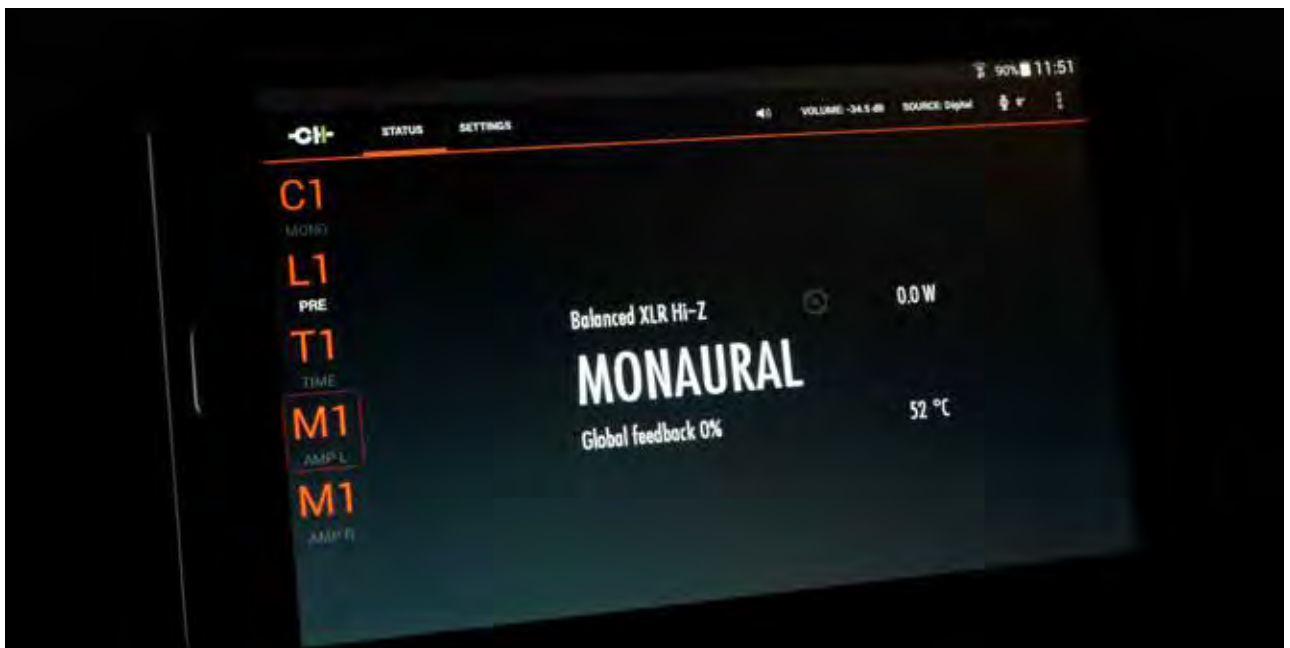 90% 11:51
-CH- STATUS SETTINGS VOLUME: -34.5 dB SOURCE: Digital
C1
MONO
L1
PRE
T1
TIME
M1
AMP-L
M1
AMP-R
Balanced XLR Hi-Z 0.0 W
MONAURAL
Global feedback 0% 52 °C